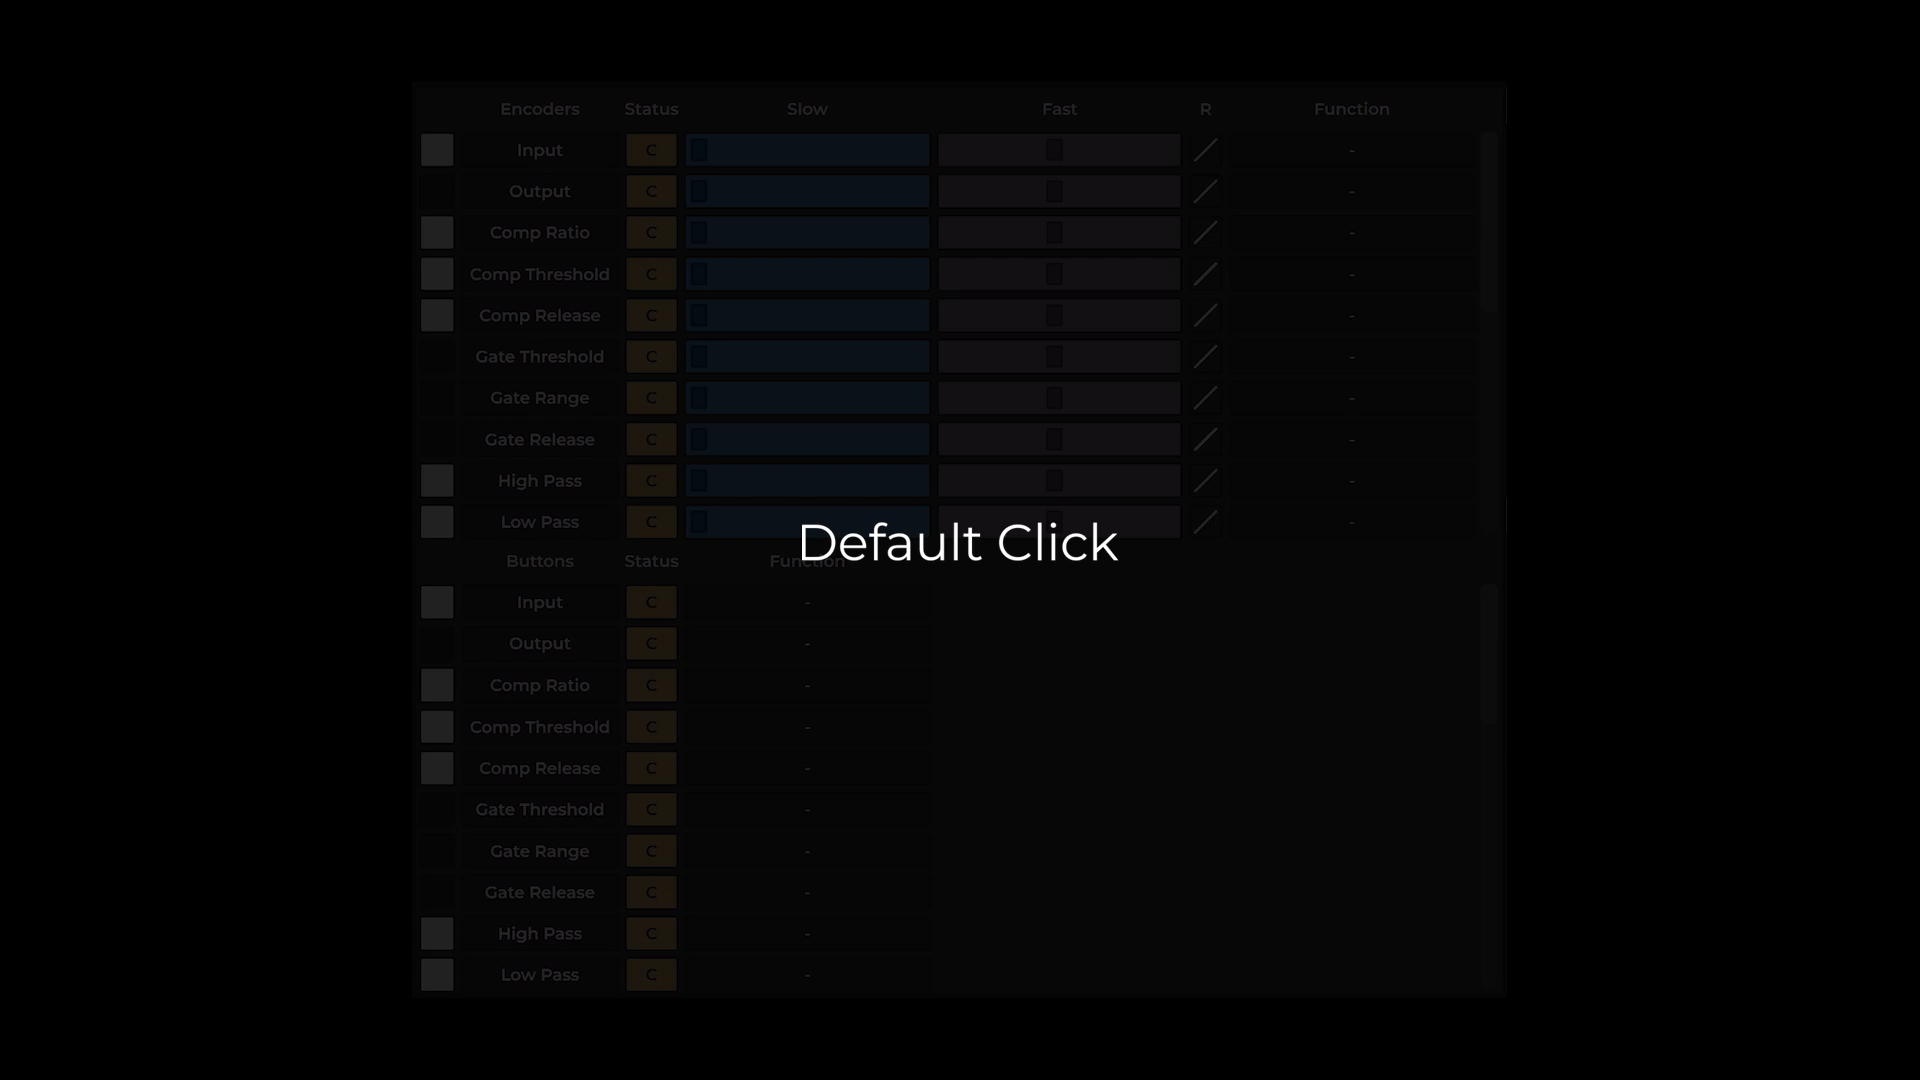 Encoders Status Slow Fast R Function
Input C -
Output C -
Comp Ratio C -
Comp Threshold C -
Comp Release C -
Gate Threshold C -
Gate Range C -
Gate Release C -
High Pass C -
Low Pass C -
Default Click
Buttons Status Function
Input C -
Output C -
Comp Ratio C -
Comp Threshold C -
Comp Release C -
Gate Threshold C -
Gate Range C -
Gate Release C -
High Pass C -
Low Pass C -